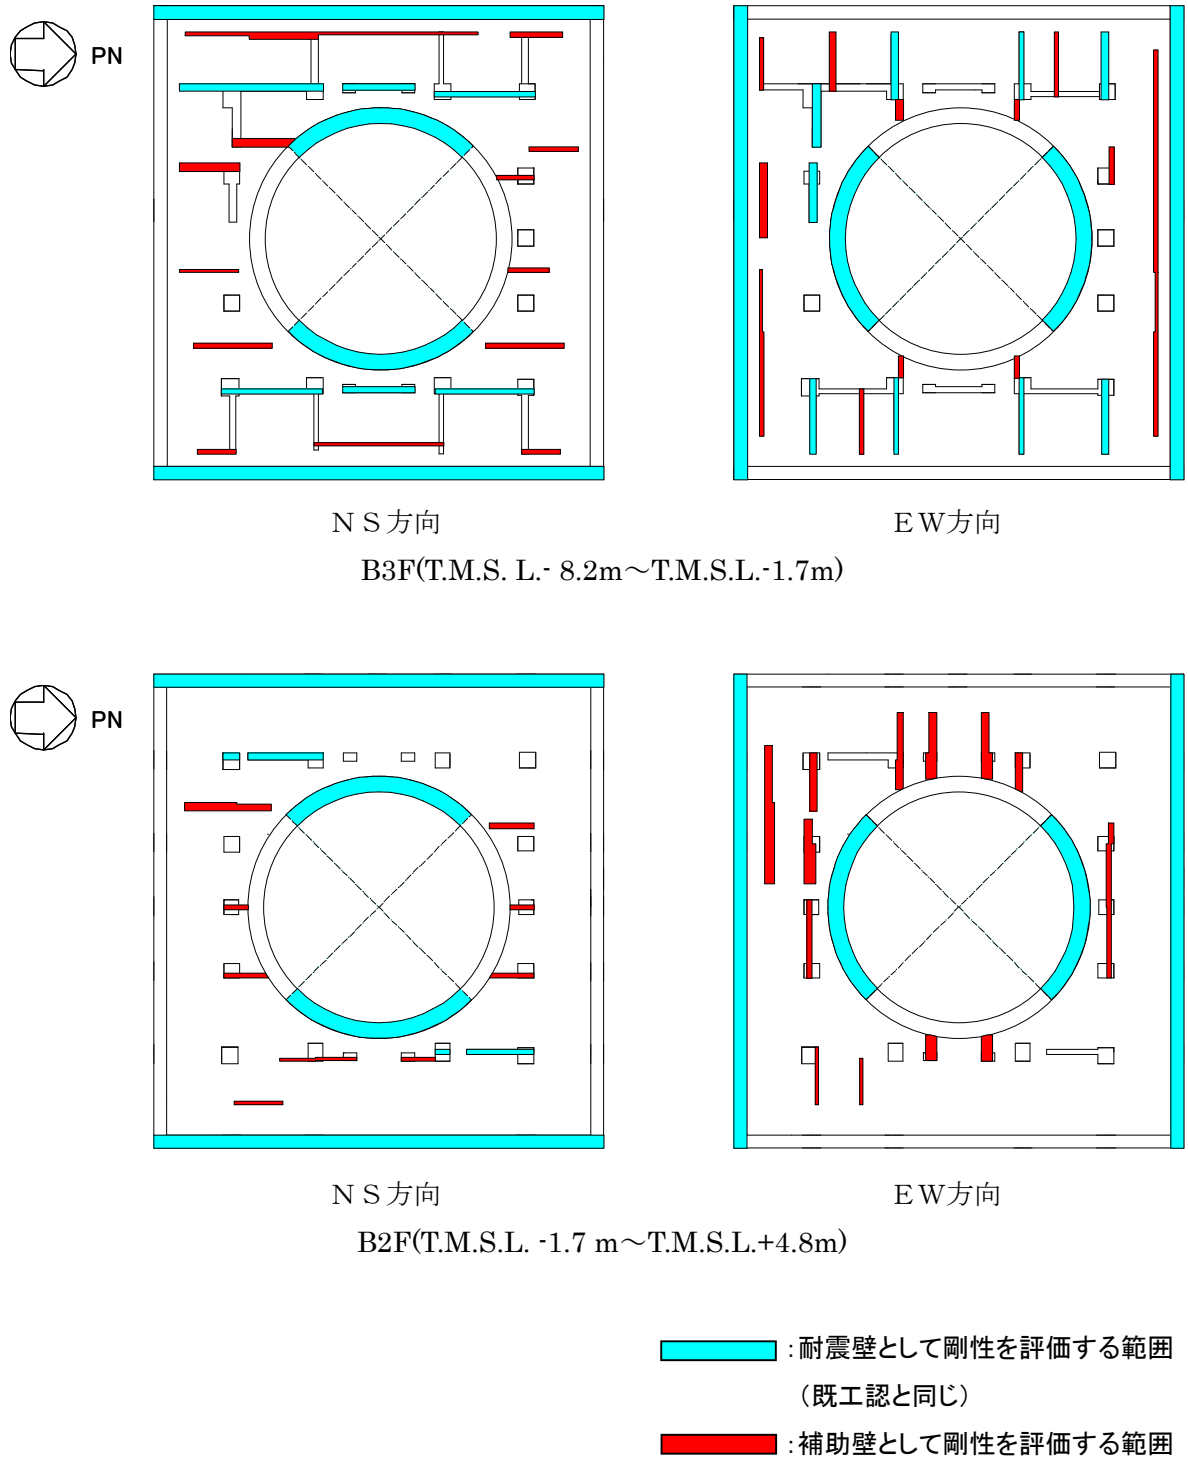 PN
ＮＳ方向
ＥＷ方向
B3F(T.M.S. L.- 8.2m～T.M.S.L.-1.7m)
PN
ＮＳ方向
ＥＷ方向
B2F(T.M.S.L. -1.7 m～T.M.S.L.+4.8m)
：耐震壁として剛性を評価する範囲
（既工認と同じ）
：補助壁として剛性を評価する範囲